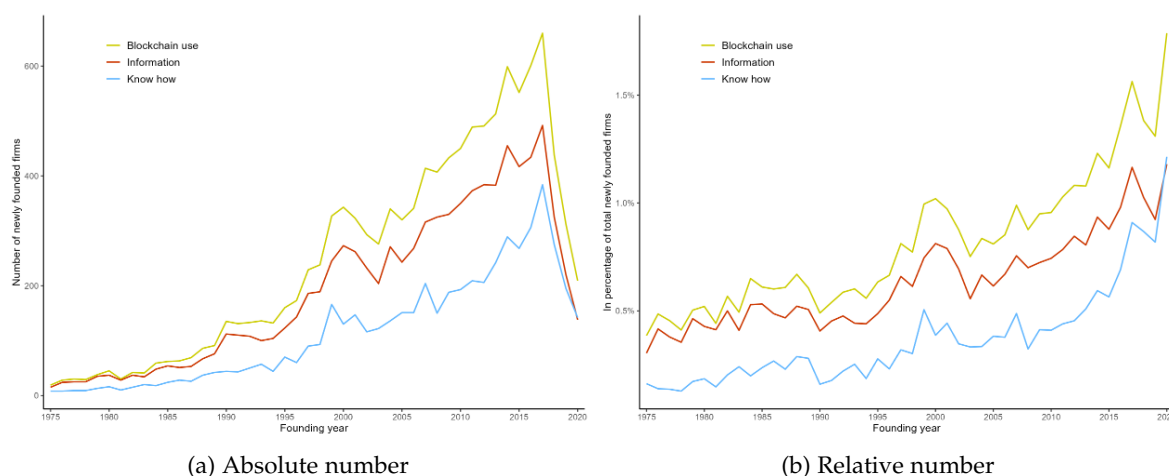 Blockchain use
Information
Know how
Number of newly founded firms
600
400
200
0
1975 1980 1985 1990 1995 2000 2005 2010 2015 2020
Founding year
(a) Absolute number
Blockchain use
Information
Know how
In percentage of total newly founded firms
1.5%
1.0%
0.5%
1975 1980 1985 1990 1995 2000 2005 2010 2015 202
Founding year
(b) Relative number